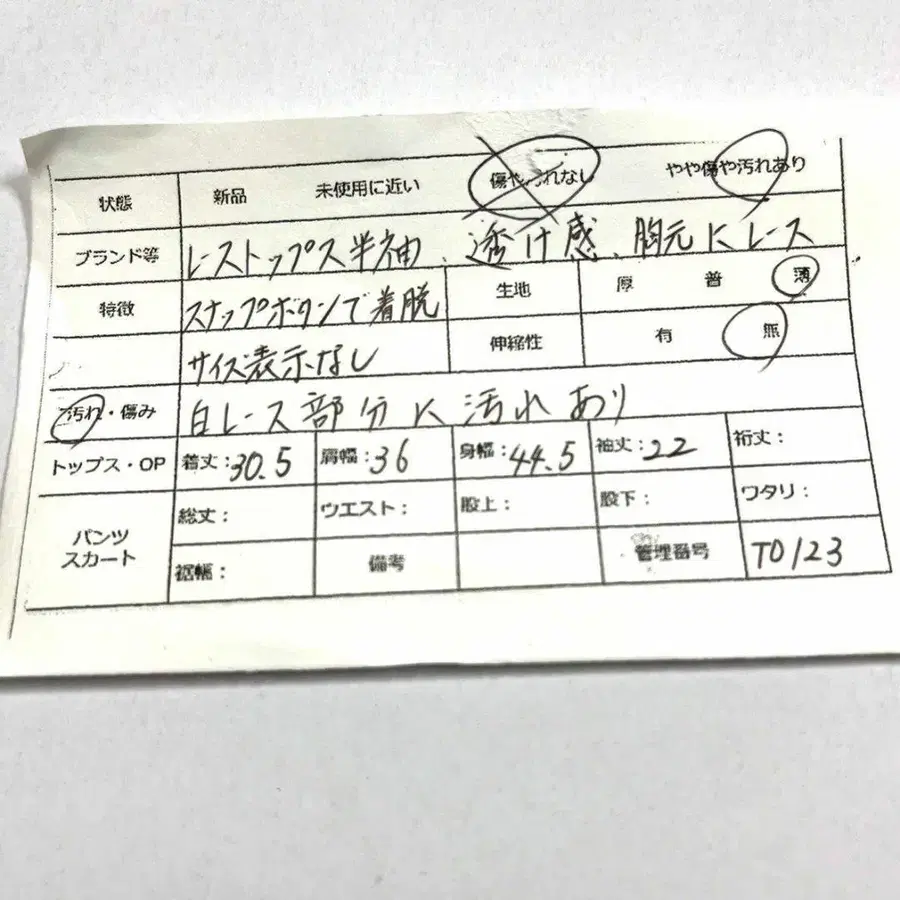 状態 新品 未使用に近い 傷や汚れなし やや傷や汚れあり
ブランド等 レーストップス半袖、透け感、胸元にレース
特徴 スナップボタンで着脱 生地 厚 普 薄
サイズ表示なし 伸縮性 有 無
汚れ・傷み 白レース部分に汚れあり
トップス・OP 着丈:30.5 肩幅:36 身幅:44.5 袖丈:22 裄丈:
パンツ スカート 総丈: ウエスト: 股上: 股下: ワタリ:
裾幅: 備考 管理番号 TO123